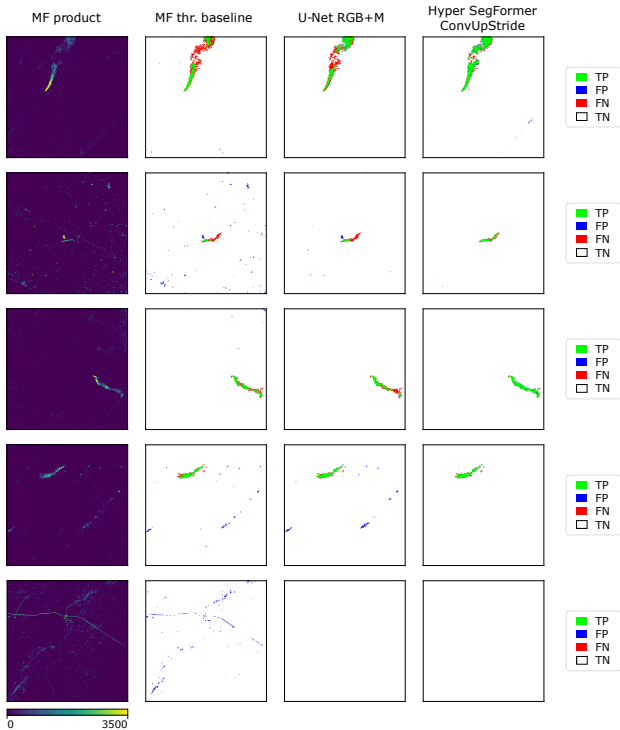 MF product
MF thr. baseline
U-Net RGB+M
Hyper SegFormer
ConvUpStride
TP
FP
FN
TN
TP
FP
FN
TN
TP
FP
FN
TN
TP
FP
FN
TN
TP
FP
FN
TN
0 3500